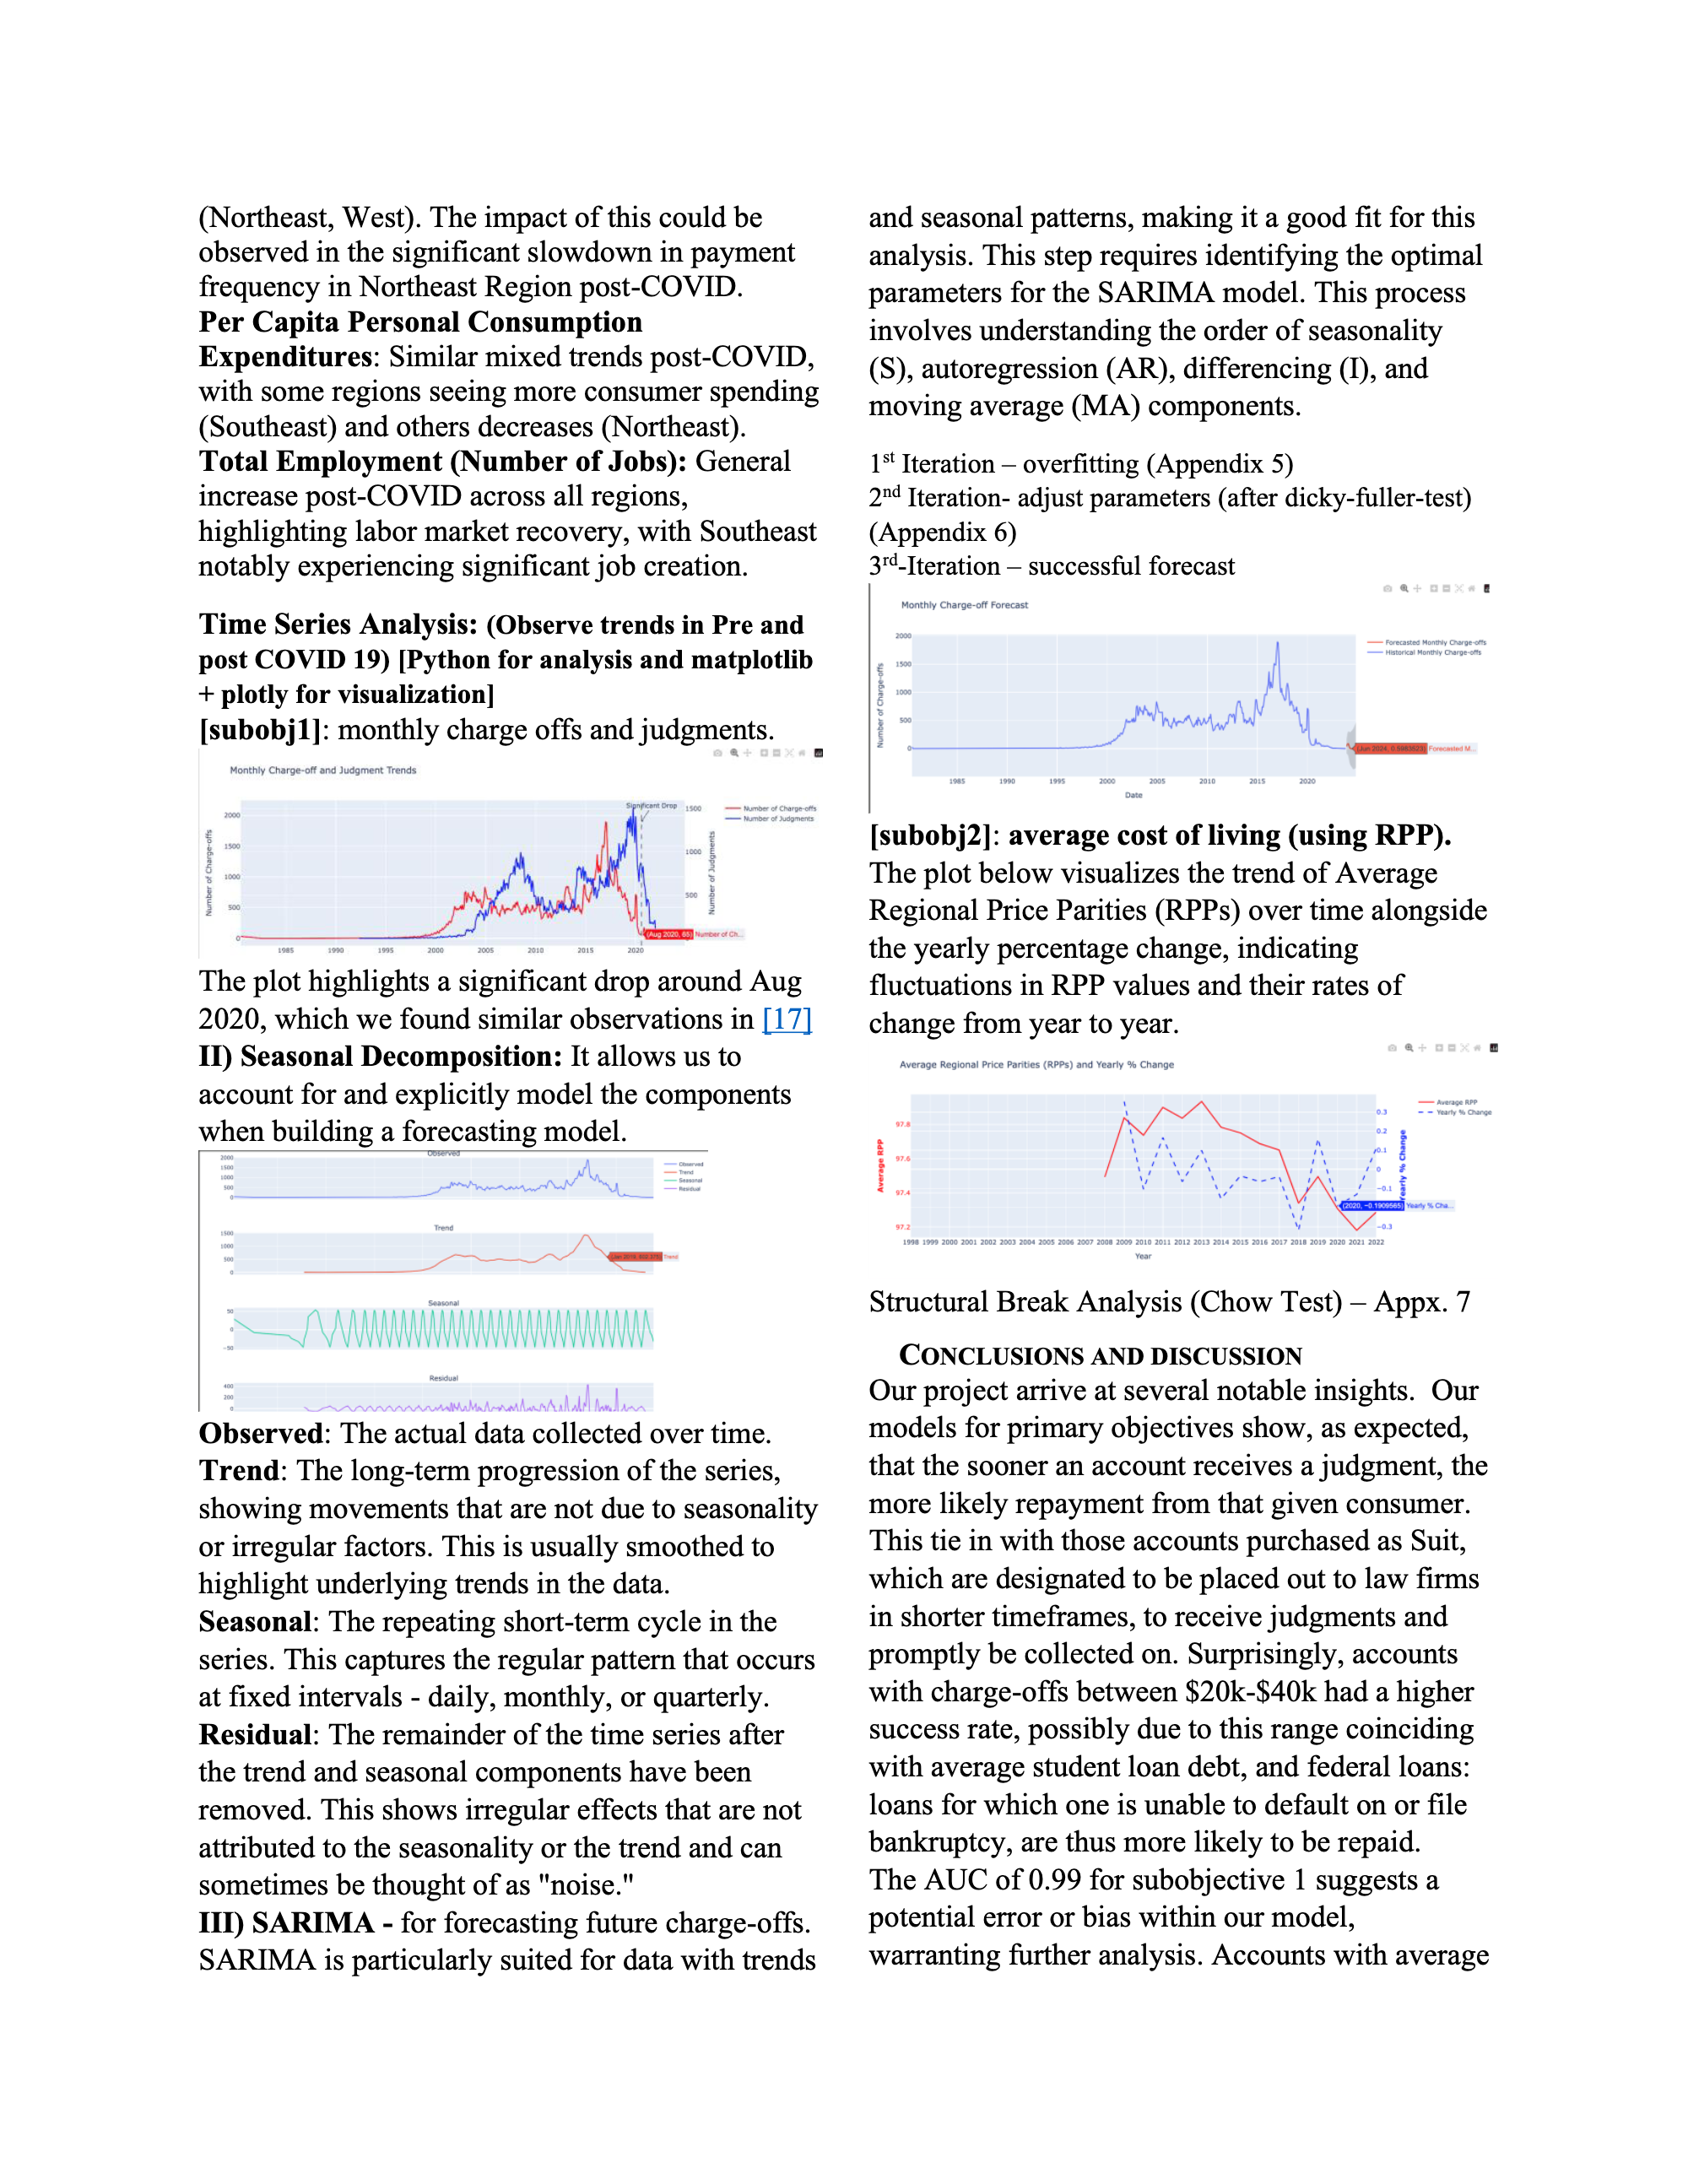 (Northeast, West). The impact of this could be
observed in the significant slowdown in payment
frequency in Northeast Region post-COVID.
Per Capita Personal Consumption
Expenditures: Similar mixed trends post-COVID,
with some regions seeing more consumer spending
(Southeast) and others decreases (Northeast).
Total Employment (Number of Jobs): General
increase post-COVID across all regions,
highlighting labor market recovery, with Southeast
notably experiencing significant job creation.
Time Series Analysis: (Observe trends in Pre and
post COVID 19) [Python for analysis and matplotlib
+ plotly for visualization]
[subobj1]: monthly charge offs and judgments.
Monthly Charge-off and Judgment Trends
Significant Drop
Number of Charge-offs
Number of Judgments
2000
1500
1000
500
0
1500
1000
500
Number of Charge-offs
Number of Judgments
(Aug 2020, 65) Number of Ch...
1985 1990 1995 2000 2005 2010 2015 2020
The plot highlights a significant drop around Aug
2020, which we found similar observations in [17]
II) Seasonal Decomposition: It allows us to
account for and explicitly model the components
when building a forecasting model.
Observed
2000
1500
1000
500
0
Observed
Trend
Seasonal
Residual
Trend
1500
1000
500
0
Trend
Seasonal
50
0
−50
Residual
400
200
0
Observed: The actual data collected over time.
Trend: The long-term progression of the series,
showing movements that are not due to seasonality
or irregular factors. This is usually smoothed to
highlight underlying trends in the data.
Seasonal: The repeating short-term cycle in the
series. This captures the regular pattern that occurs
at fixed intervals - daily, monthly, or quarterly.
Residual: The remainder of the time series after
the trend and seasonal components have been
removed. This shows irregular effects that are not
attributed to the seasonality or the trend and can
sometimes be thought of as "noise."
III) SARIMA - for forecasting future charge-offs.
SARIMA is particularly suited for data with trends
and seasonal patterns, making it a good fit for this
analysis. This step requires identifying the optimal
parameters for the SARIMA model. This process
involves understanding the order of seasonality
(S), autoregression (AR), differencing (I), and
moving average (MA) components.
1st Iteration – overfitting (Appendix 5)
2nd Iteration- adjust parameters (after dicky-fuller-test)
(Appendix 6)
3rd-Iteration – successful forecast
Monthly Charge-off Forecast
Forecasted Monthly Charge-offs
Historical Monthly Charge-offs
2000
1500
1000
500
0
Number of Charge-offs
(Jun 2024, 0.5983623) Forecasted M...
1985 1990 1995 2000 2005 2010 2015 2020
Date
[subobj2]: average cost of living (using RPP).
The plot below visualizes the trend of Average
Regional Price Parities (RPPs) over time alongside
the yearly percentage change, indicating
fluctuations in RPP values and their rates of
change from year to year.
Average Regional Price Parities (RPPs) and Yearly % Change
Average RPP
Yearly % Change
97.8
97.6
97.4
97.2
Average RPP
0.3
0.2
0.1
0
−0.1
−0.3
Yearly % Change
(2020, −0.1909565) Yearly % Cha...
1998 1999 2000 2001 2002 2003 2004 2005 2006 2007 2008 2009 2010 2011 2012 2013 2014 2015 2016 2017 2018 2019 2020 2021 2022
Year
Structural Break Analysis (Chow Test) – Appx. 7
CONCLUSIONS AND DISCUSSION
Our project arrive at several notable insights.  Our
models for primary objectives show, as expected,
that the sooner an account receives a judgment, the
more likely repayment from that given consumer.
This tie in with those accounts purchased as Suit,
which are designated to be placed out to law firms
in shorter timeframes, to receive judgments and
promptly be collected on. Surprisingly, accounts
with charge-offs between $20k-$40k had a higher
success rate, possibly due to this range coinciding
with average student loan debt, and federal loans:
loans for which one is unable to default on or file
bankruptcy, are thus more likely to be repaid.
The AUC of 0.99 for subobjective 1 suggests a
potential error or bias within our model,
warranting further analysis. Accounts with average